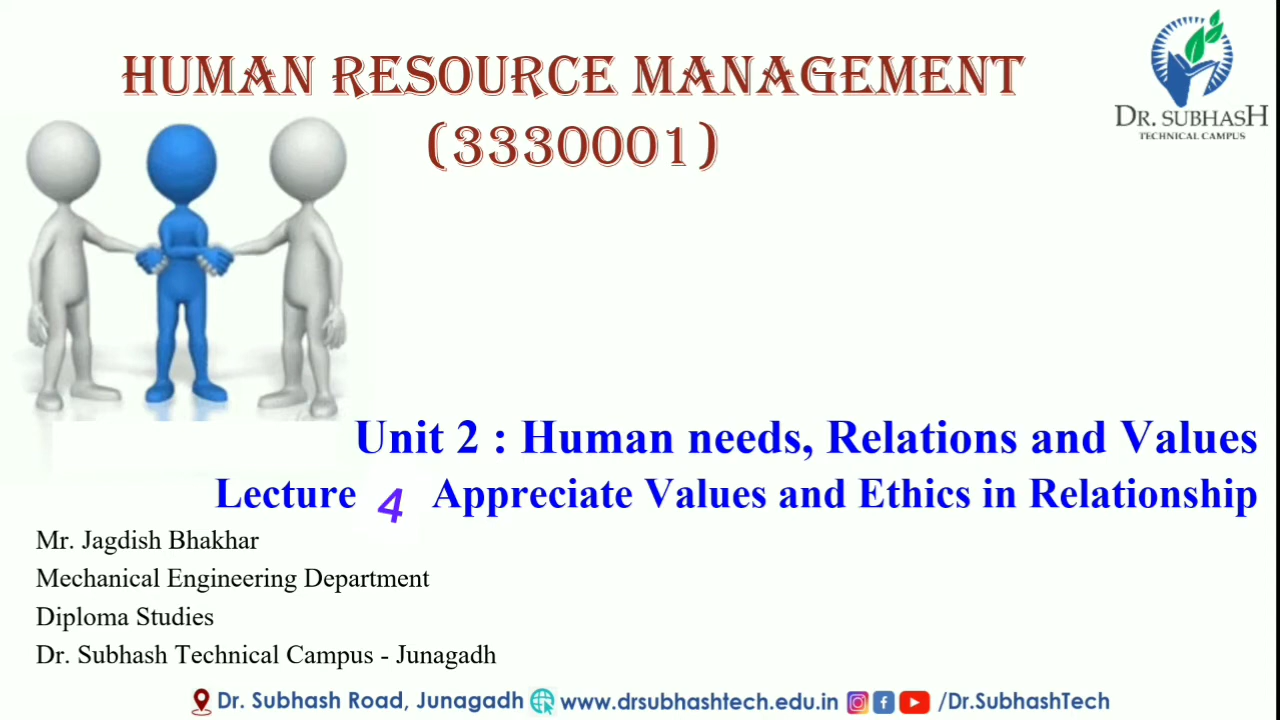 HUMAN RESOURCE MANAGEMENT
(3330001)
DR. SUBHASH
TECHNICAL CAMPUS
Unit 2 : Human needs, Relations and Values
Lecture 4 Appreciate Values and Ethics in Relationship
Mr. Jagdish Bhakhar
Mechanical Engineering Department
Diploma Studies
Dr. Subhash Technical Campus - Junagadh
Dr. Subhash Road, Junagadh www.drsubhashtech.edu.in /Dr.SubhashTech